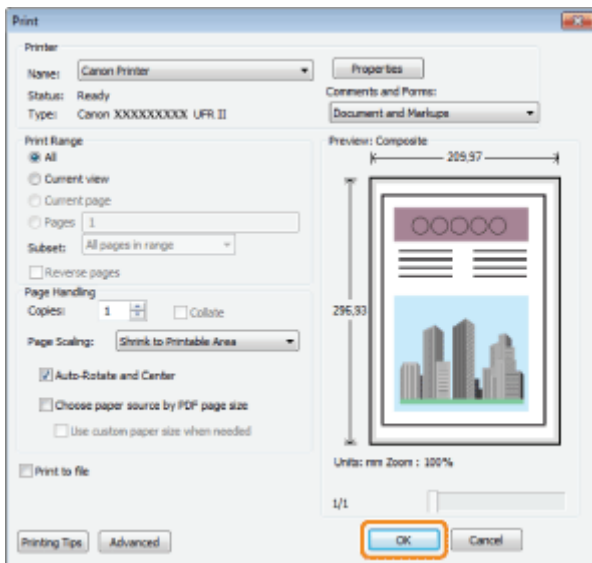 Print
Printer
Name: Canon Printer
Properties
Status: Ready
Comments and Forms:
Type: Canon XXXXXXXXX UFR II
Document and Markups
Print Range
All
Current view
Current page
Pages 1
Subset: All pages in range
Reverse pages
Page Handling
Copies: 1
Collate
Page Scaling: Shrink to Printable Area
Auto-Rotate and Center
Choose paper source by PDF page size
Use custom paper size when needed
Print to file
Preview: Composite
209,97
296,93
Units: mm Zoom : 100%
1/1
Printing Tips
Advanced
OK
Cancel